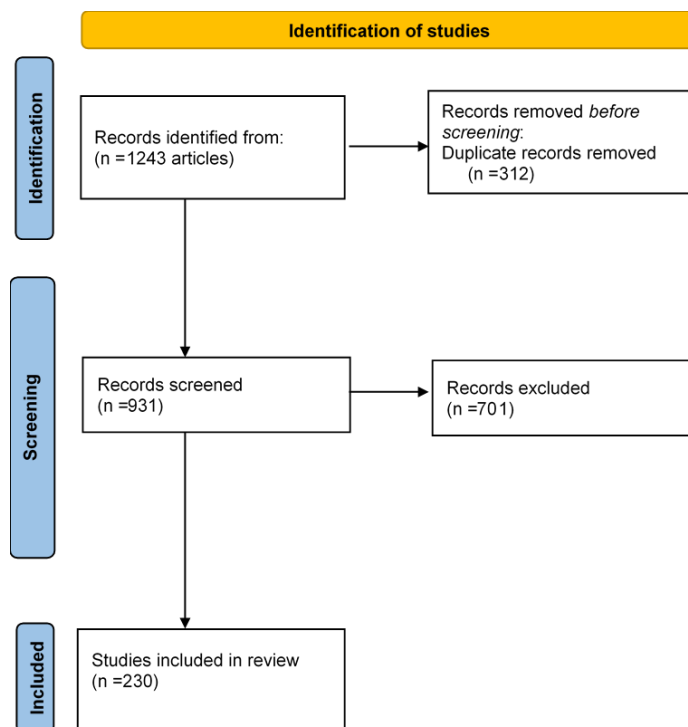 Identification of studies
Identification
Records identified from:
(n =1243 articles)
Records removed before
screening:
Duplicate records removed
(n =312)
Screening
Records screened
(n =931)
Records excluded
(n =701)
Included
Studies included in review
(n =230)